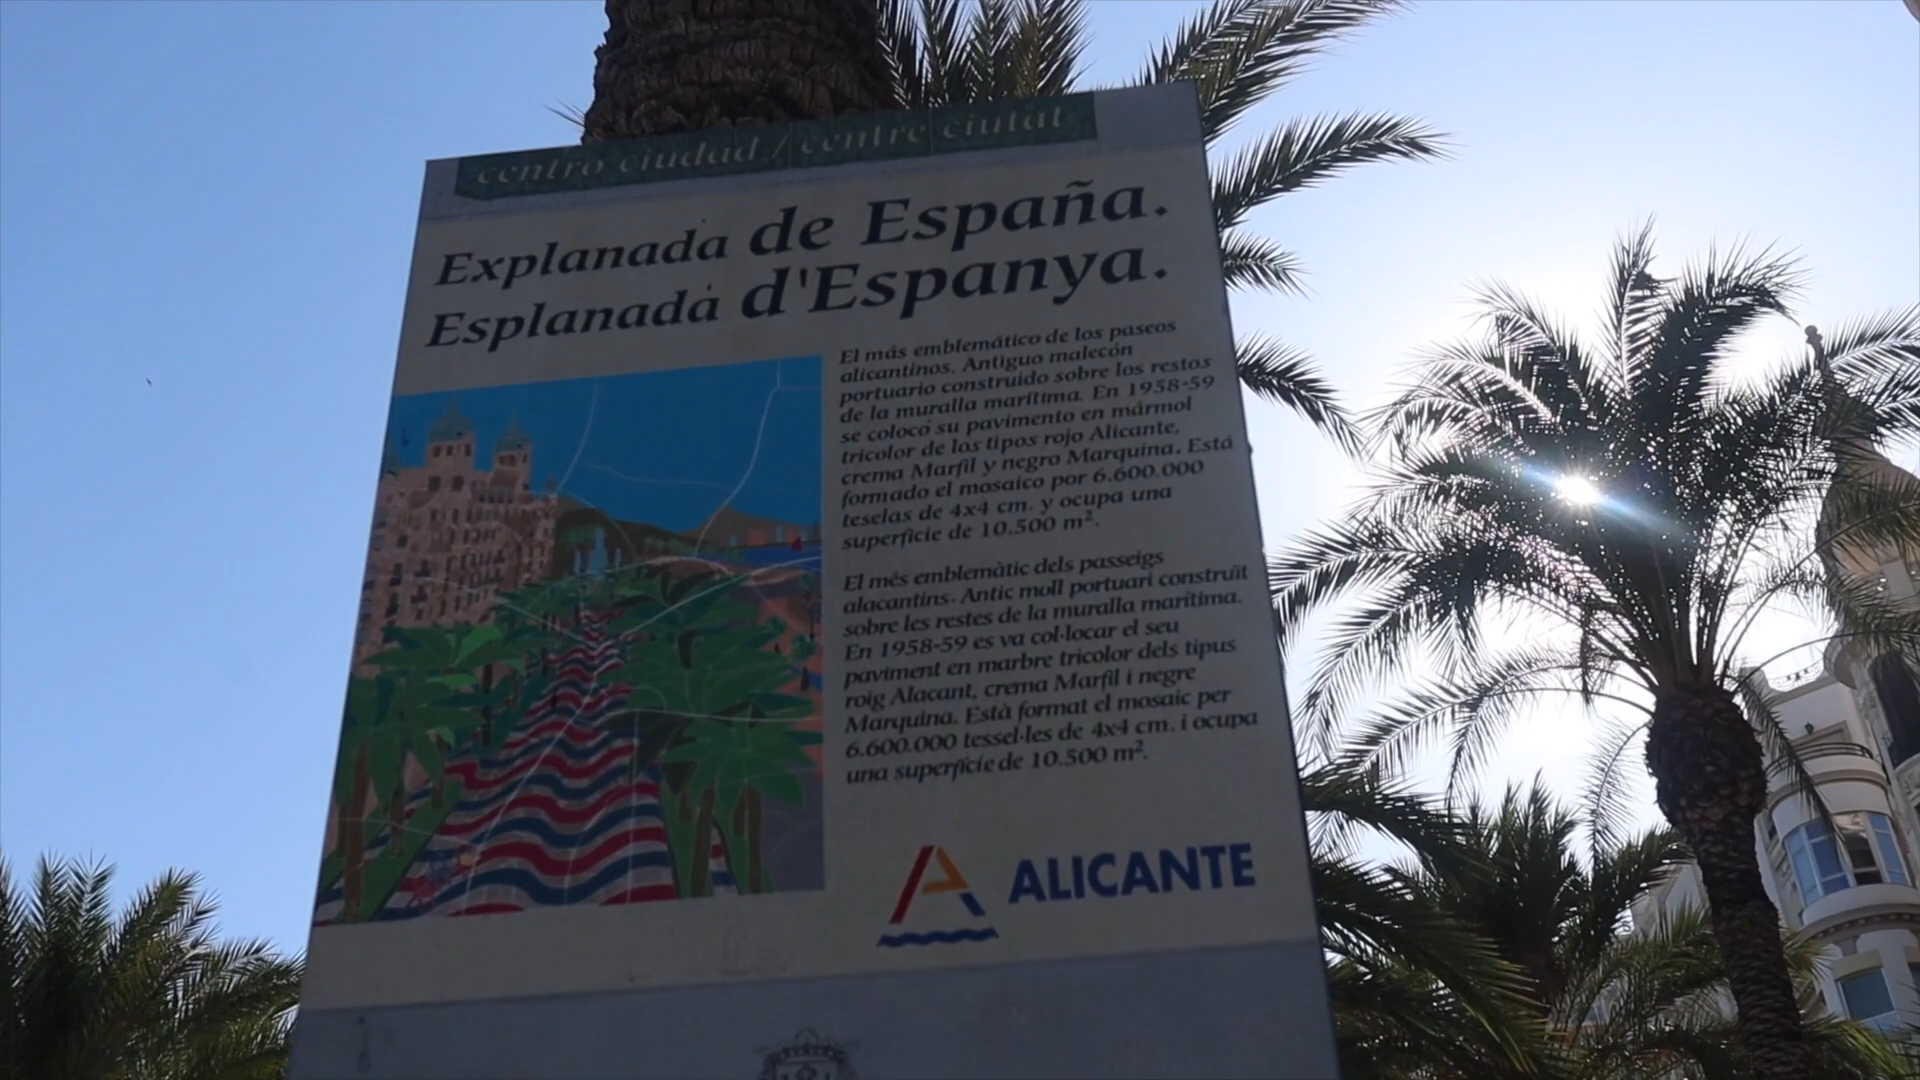 centro ciudad / centre ciutat
Explanada de España.
Esplanada d'Espanya.
El más emblemático de los paseos
alicantinos. Antiguo malecón
portuario construido sobre los restos
de la muralla marítima. En 1958-59
se colocó su pavimento en mármol
tricolor de los tipos rojo Alicante,
crema Marfil y negro Marquina. Está
formado el mosaico por 6.600.000
teselas de 4x4 cm. y ocupa una
superficie de 10.500 m².
El més emblemàtic dels passeigs
alacantins. Antic moll portuari construït
sobre les restes de la muralla marítima.
En 1958-59 es va col·locar el seu
paviment en marbre tricolor dels tipus
roig Alacant, crema Marfil i negre
Marquina. Està format el mosaic per
6.600.000 tessel·les de 4x4 cm. i ocupa
una superfície de 10.500 m².
ALICANTE